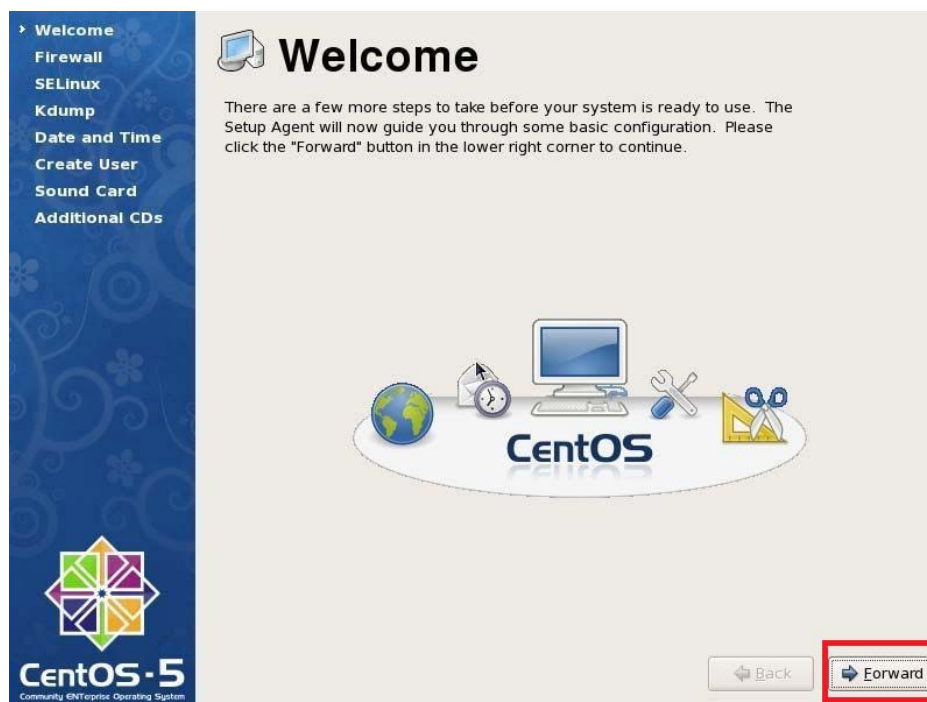 Welcome
Firewall
SELinux
Kdump
Date and Time
Create User
Sound Card
Additional CDs
Welcome
There are a few more steps to take before your system is ready to use. The
Setup Agent will now guide you through some basic configuration. Please
click the "Forward" button in the lower right corner to continue.
CentOS
CentOS-5
Community ENTerprise Operating System
Back
Forward